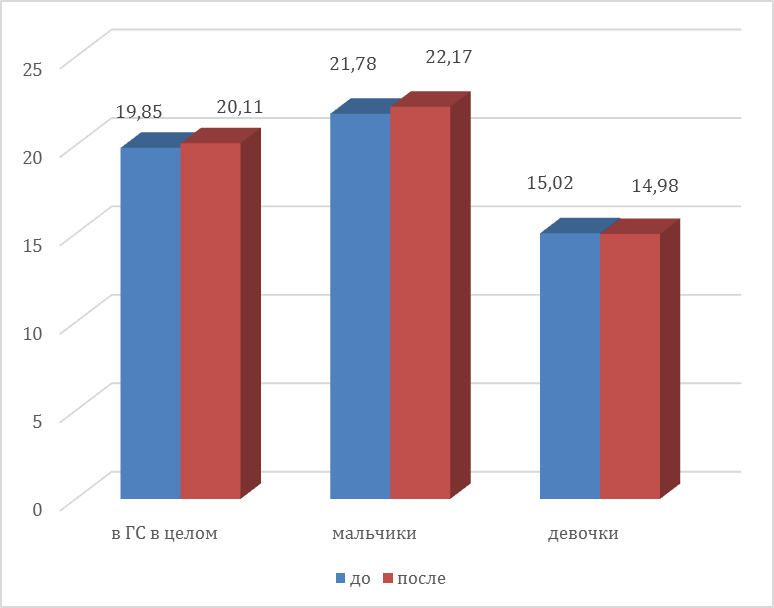 25
20
15
10
5
0
19,85
20,11
21,78
22,17
15,02
14,98
в ГС в целом
мальчики
девочки
до
после